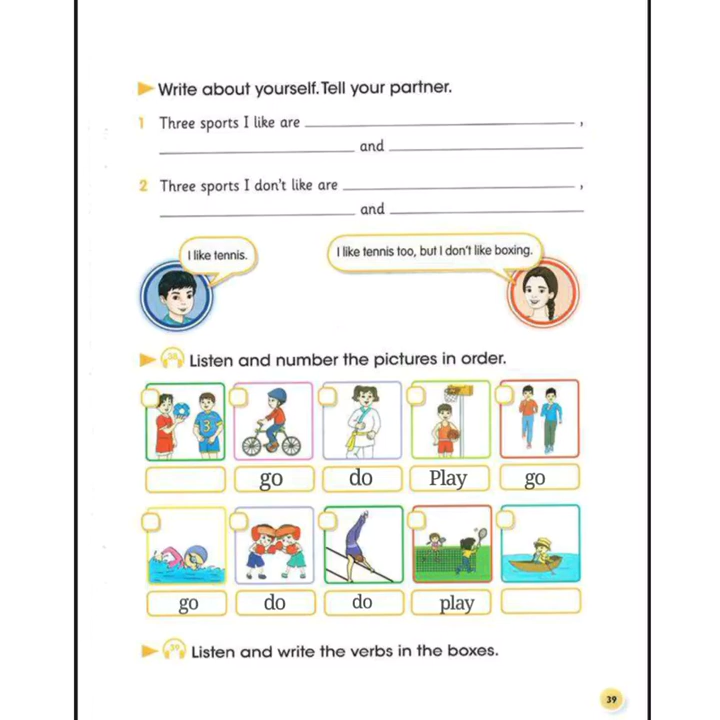 Write about yourself. Tell your partner.
1 Three sports I like are ,
and
2 Three sports I don't like are ,
and
I like tennis.
I like tennis too, but I don't like boxing.
38 Listen and number the pictures in order.
3
go do Play go
go do do play
39 Listen and write the verbs in the boxes.
39